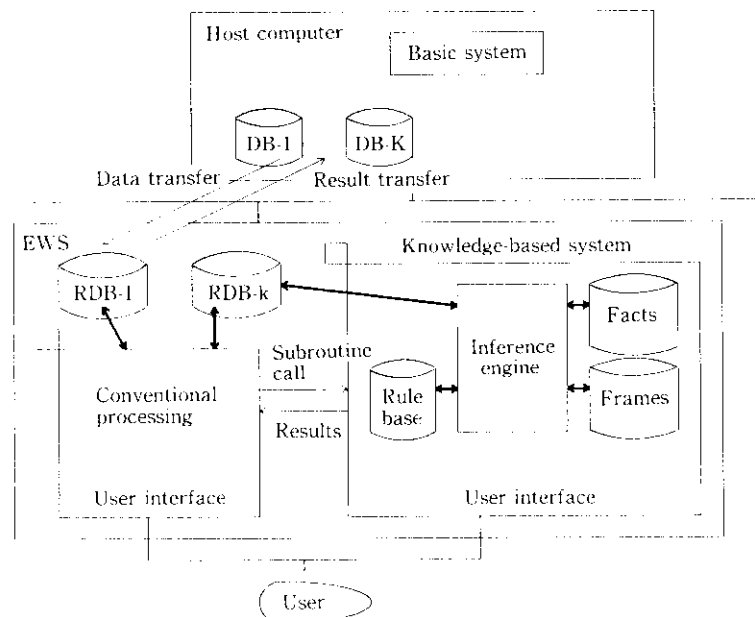 Host computer
Basic system
DB-1
DB-K
Data transfer
Result transfer
EWS
Knowledge-based system
RDB-1
RDB-k
Facts
Subroutine
call
Inference
engine
Conventional
processing
Rule
base
Frames
Results
User interface
User interface
User